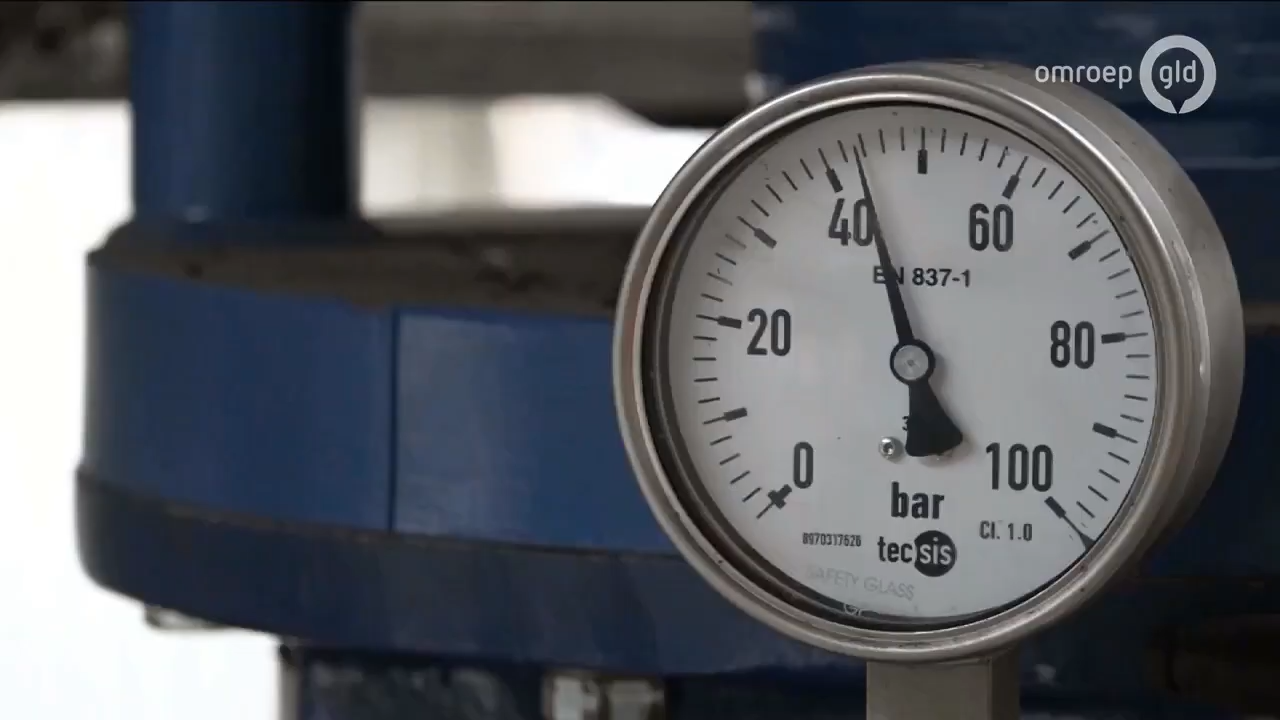 omroep gld
40 60
EN 837-1
20 80
0 100
bar
8970317626 tecsis Cl. 1.0
SAFETY GLASS